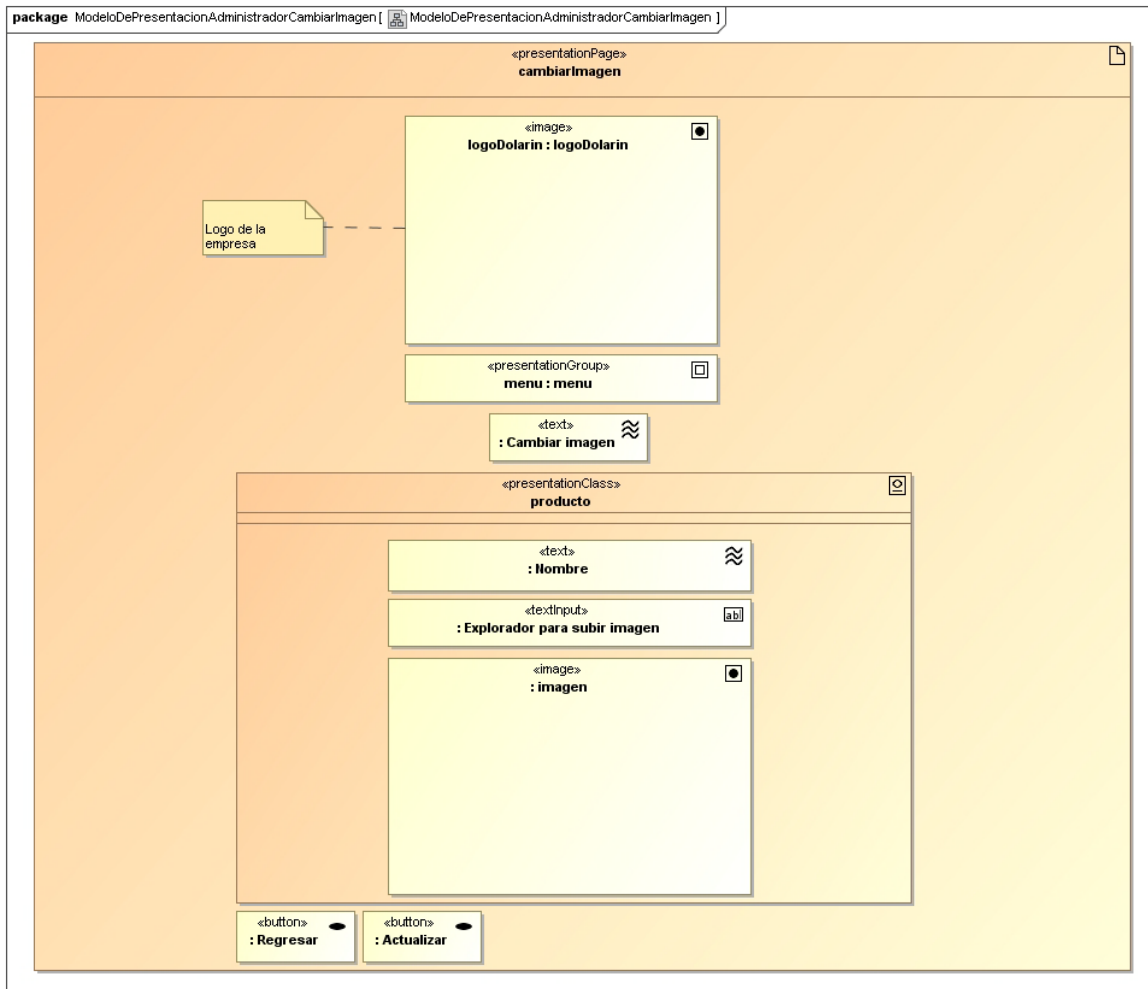 package ModeloDePresentacionAdministradorCambiarImagen[ ModeloDePresentacionAdministradorCambiarImagen ]
«presentationPage»
cambiarImagen
«image»
logoDolarin : logoDolarin
Logo de la
empresa
«presentationGroup»
menu : menu
«text»
: Cambiar imagen
«presentationClass»
producto
«text»
: Nombre
«textInput»
: Explorador para subir imagen
ab
«image»
: imagen
«button»
: Regresar
«button»
: Actualizar